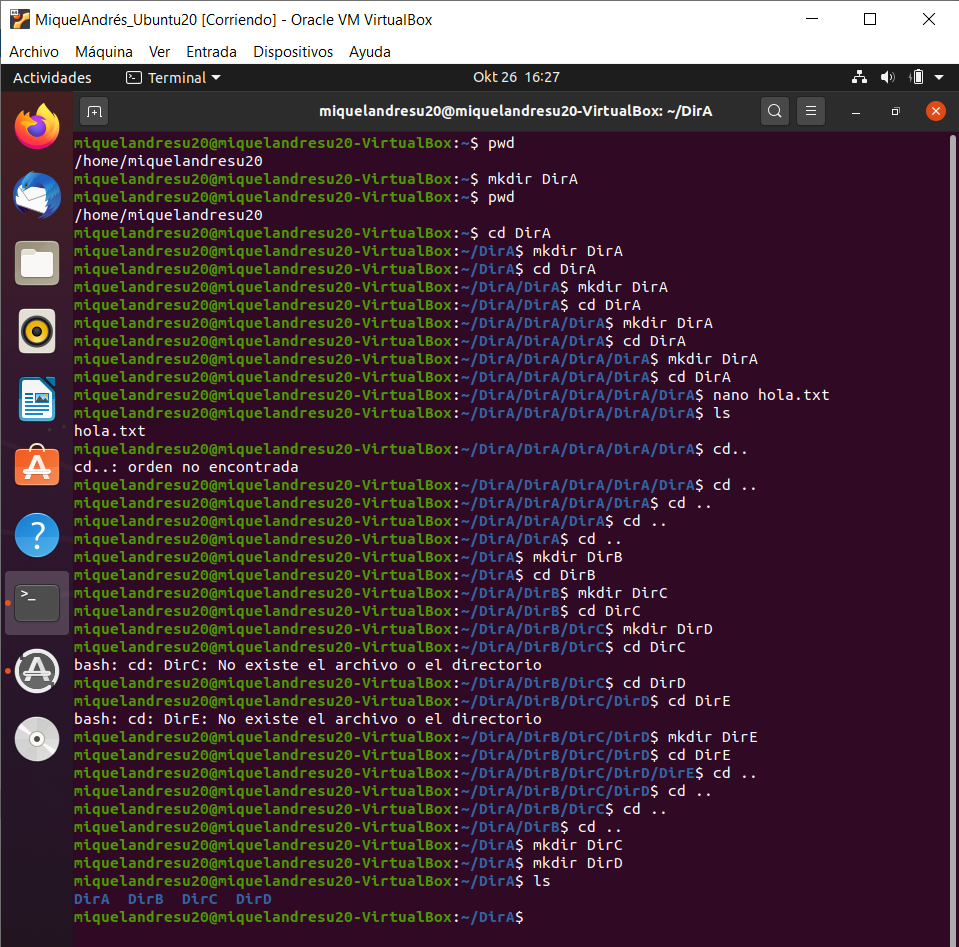 MiquelAndrés_Ubuntu20 [Corriendo] - Oracle VM VirtualBox
Archivo Máquina Ver Entrada Dispositivos Ayuda
Actividades Terminal Okt 26 16:27
miquelandresu20@miquelandresu20-VirtualBox: ~/DirA
miquelandresu20@miquelandresu20-VirtualBox:~$ pwd
/home/miquelandresu20
miquelandresu20@miquelandresu20-VirtualBox:~$ mkdir DirA
miquelandresu20@miquelandresu20-VirtualBox:~$ pwd
/home/miquelandresu20
miquelandresu20@miquelandresu20-VirtualBox:~$ cd DirA
miquelandresu20@miquelandresu20-VirtualBox:~/DirA$ mkdir DirA
miquelandresu20@miquelandresu20-VirtualBox:~/DirA$ cd DirA
miquelandresu20@miquelandresu20-VirtualBox:~/DirA/DirA$ mkdir DirA
miquelandresu20@miquelandresu20-VirtualBox:~/DirA/DirA$ cd DirA
miquelandresu20@miquelandresu20-VirtualBox:~/DirA/DirA/DirA$ mkdir DirA
miquelandresu20@miquelandresu20-VirtualBox:~/DirA/DirA/DirA$ cd DirA
miquelandresu20@miquelandresu20-VirtualBox:~/DirA/DirA/DirA/DirA$ mkdir DirA
miquelandresu20@miquelandresu20-VirtualBox:~/DirA/DirA/DirA/DirA$ cd DirA
miquelandresu20@miquelandresu20-VirtualBox:~/DirA/DirA/DirA/DirA/DirA$ nano hola.txt
miquelandresu20@miquelandresu20-VirtualBox:~/DirA/DirA/DirA/DirA/DirA$ ls
hola.txt
miquelandresu20@miquelandresu20-VirtualBox:~/DirA/DirA/DirA/DirA/DirA$ cd..
cd..: orden no encontrada
miquelandresu20@miquelandresu20-VirtualBox:~/DirA/DirA/DirA/DirA/DirA$ cd ..
miquelandresu20@miquelandresu20-VirtualBox:~/DirA/DirA/DirA/DirA$ cd ..
miquelandresu20@miquelandresu20-VirtualBox:~/DirA/DirA/DirA$ cd ..
miquelandresu20@miquelandresu20-VirtualBox:~/DirA/DirA$ cd ..
miquelandresu20@miquelandresu20-VirtualBox:~/DirA$ mkdir DirB
miquelandresu20@miquelandresu20-VirtualBox:~/DirA$ cd DirB
miquelandresu20@miquelandresu20-VirtualBox:~/DirA/DirB$ mkdir DirC
miquelandresu20@miquelandresu20-VirtualBox:~/DirA/DirB$ cd DirC
miquelandresu20@miquelandresu20-VirtualBox:~/DirA/DirB/DirC$ mkdir DirD
miquelandresu20@miquelandresu20-VirtualBox:~/DirA/DirB/DirC$ cd DirC
bash: cd: DirC: No existe el archivo o el directorio
miquelandresu20@miquelandresu20-VirtualBox:~/DirA/DirB/DirC$ cd DirD
miquelandresu20@miquelandresu20-VirtualBox:~/DirA/DirB/DirC/DirD$ cd DirE
bash: cd: DirE: No existe el archivo o el directorio
miquelandresu20@miquelandresu20-VirtualBox:~/DirA/DirB/DirC/DirD$ mkdir DirE
miquelandresu20@miquelandresu20-VirtualBox:~/DirA/DirB/DirC/DirD$ cd DirE
miquelandresu20@miquelandresu20-VirtualBox:~/DirA/DirB/DirC/DirD/DirE$ cd ..
miquelandresu20@miquelandresu20-VirtualBox:~/DirA/DirB/DirC/DirD$ cd ..
miquelandresu20@miquelandresu20-VirtualBox:~/DirA/DirB/DirC$ cd ..
miquelandresu20@miquelandresu20-VirtualBox:~/DirA/DirB$ cd ..
miquelandresu20@miquelandresu20-VirtualBox:~/DirA$ mkdir DirC
miquelandresu20@miquelandresu20-VirtualBox:~/DirA$ mkdir DirD
miquelandresu20@miquelandresu20-VirtualBox:~/DirA$ ls
DirA DirB DirC DirD
miquelandresu20@miquelandresu20-VirtualBox:~/DirA$